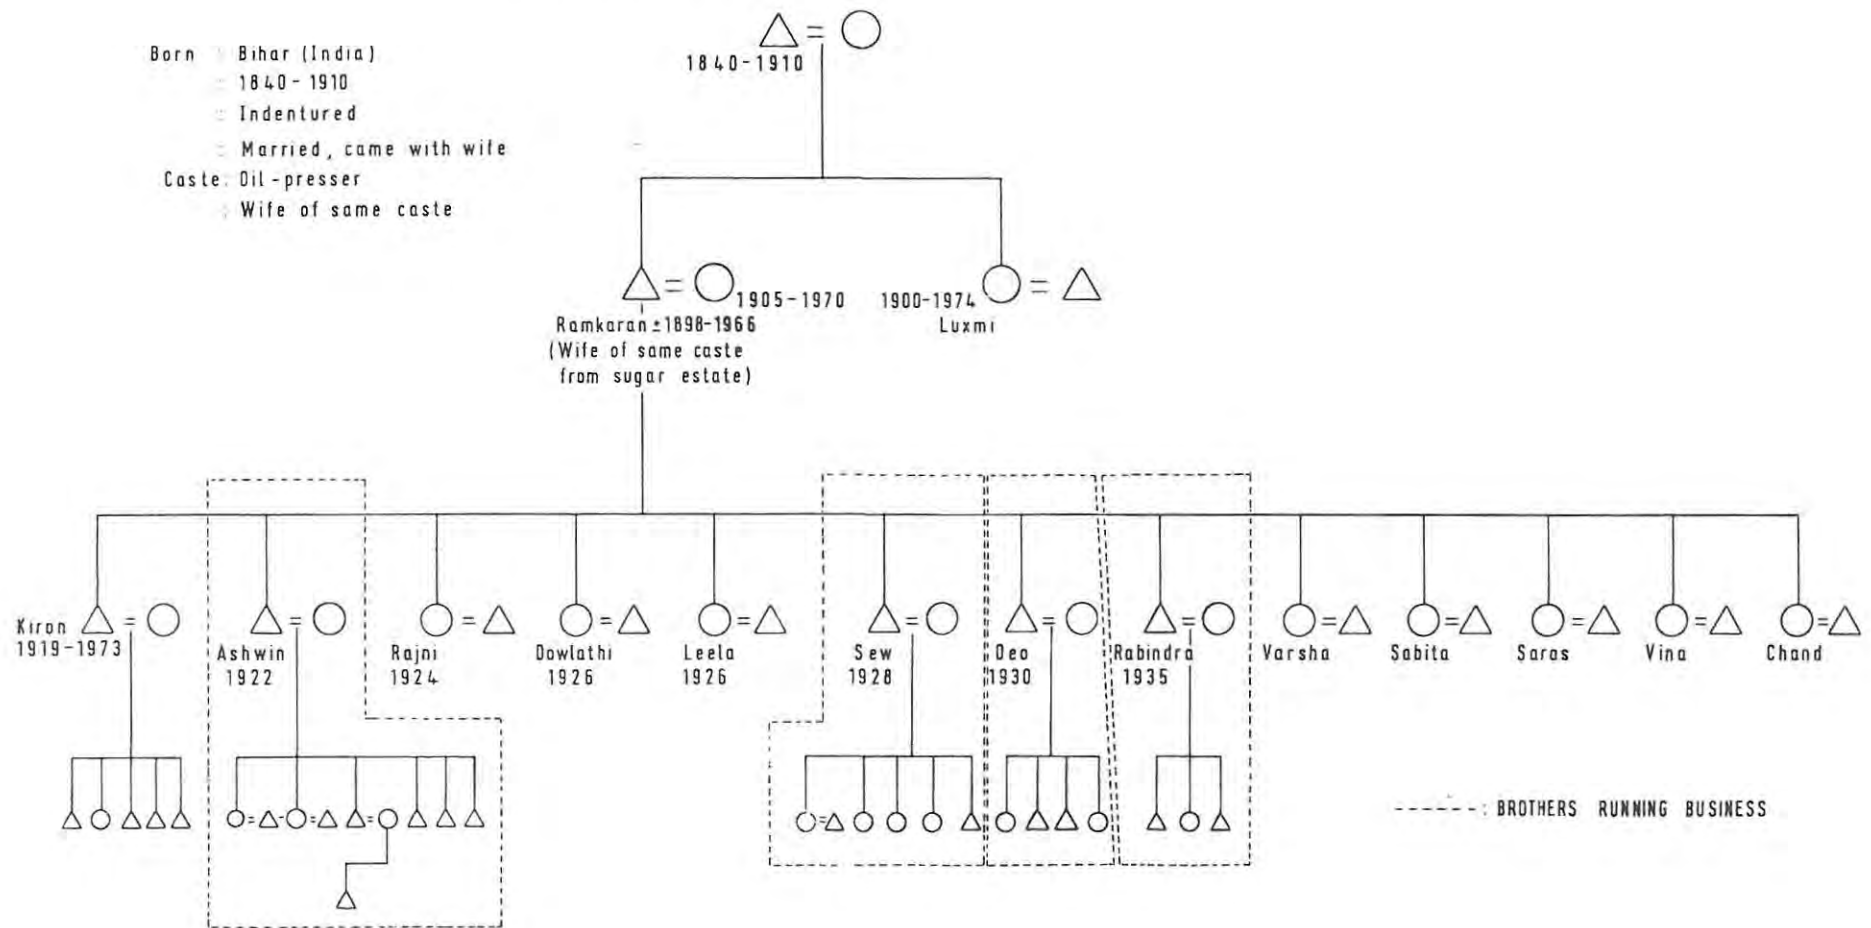 Born : Bihar (India)
: 1840-1910
: Indentured
: Married, came with wife
Caste: Oil-presser
: Wife of same caste
1840-1910
1905-1970
1900-1974
Ramkaran ±1898-1966
Luxmi
(Wife of same caste
from sugar estate)
Kiron
1919-1973
Ashwin
1922
Rajni
1924
Dowlathi
1926
Leela
1926
Sew
1928
Deo
1930
Rabindra
1935
Varsha
Sabita
Saras
Vina
Chand
------: BROTHERS RUNNING BUSINESS